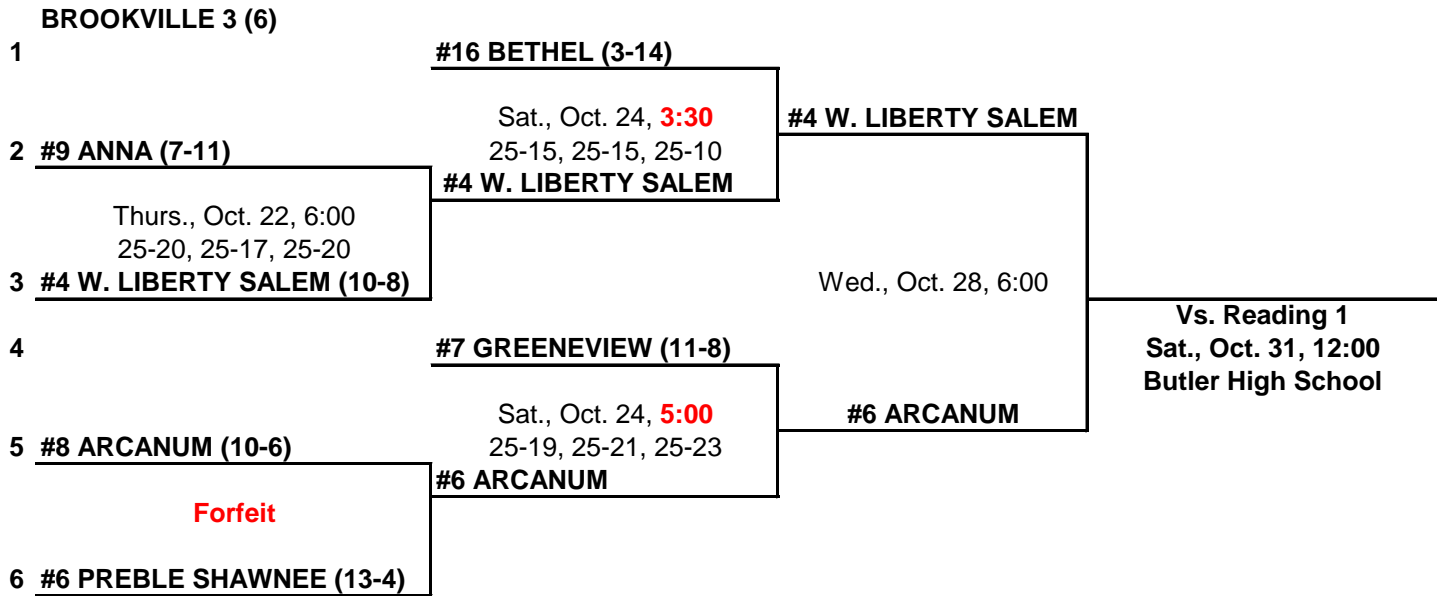 BROOKVILLE 3 (6)
1 #16 BETHEL (3-14)
Sat., Oct. 24, 3:30
#4 W. LIBERTY SALEM
2 #9 ANNA (7-11)
25-15, 25-15, 25-10
#4 W. LIBERTY SALEM
Thurs., Oct. 22, 6:00
25-20, 25-17, 25-20
3 #4 W. LIBERTY SALEM (10-8)
Wed., Oct. 28, 6:00
Vs. Reading 1
4 #7 GREENEVIEW (11-8)
Sat., Oct. 31, 12:00
Butler High School
Sat., Oct. 24, 5:00
#6 ARCANUM
5 #8 ARCANUM (10-6)
25-19, 25-21, 25-23
#6 ARCANUM
Forfeit
6 #6 PREBLE SHAWNEE (13-4)